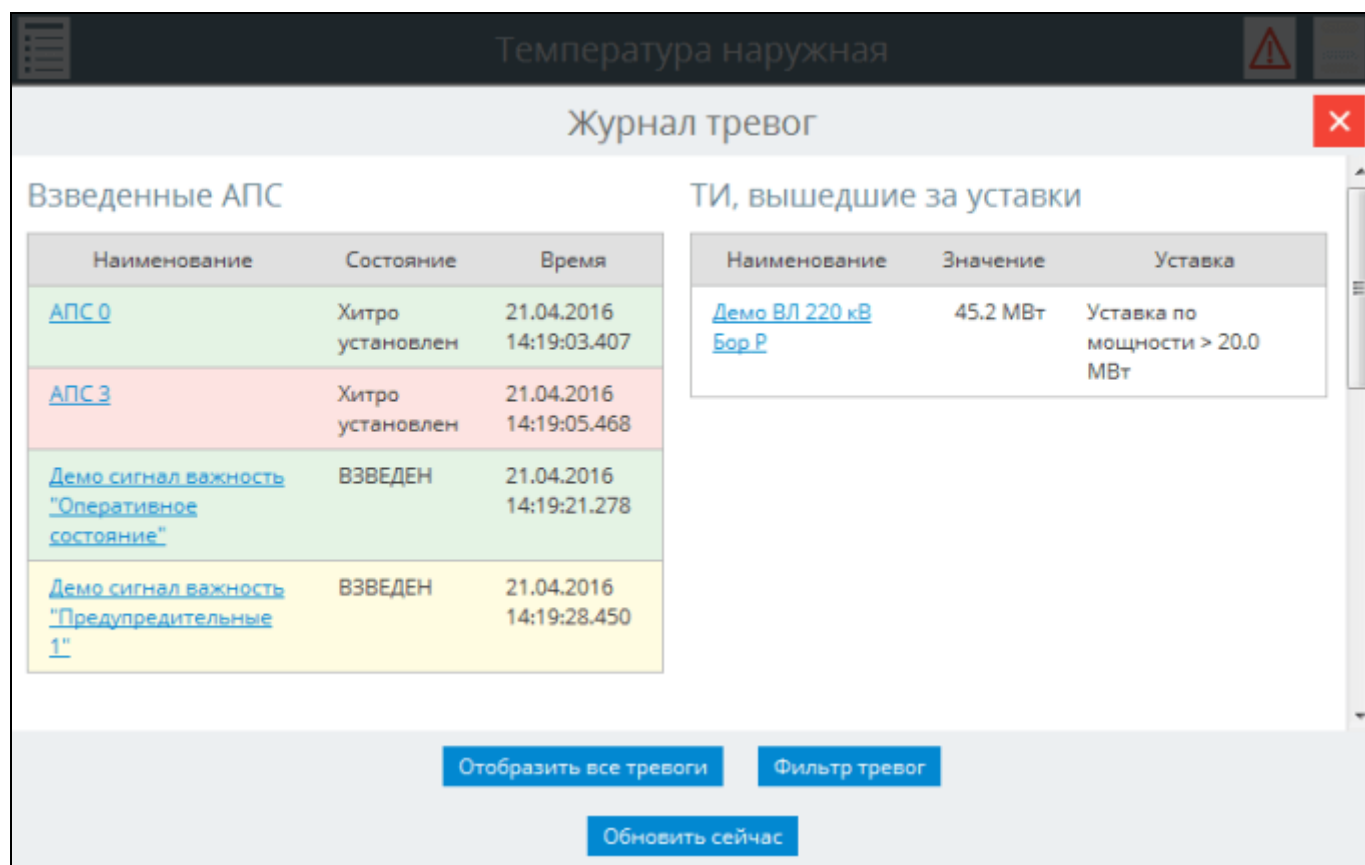 Температура наружная
Журнал тревог
Взведенные АПС
Наименование Состояние Время
АПС 0 Хитро 21.04.2016
установлен 14:19:03.407
АПС 3 Хитро 21.04.2016
установлен 14:19:05.468
Демо сигнал важность ВЗВЕДЕН 21.04.2016
"Оперативное 14:19:21.278
состояние"
Демо сигнал важность ВЗВЕДЕН 21.04.2016
"Предупредительные 14:19:28.450
1"
ТИ, вышедшие за уставки
Наименование Значение Уставка
Демо ВЛ 220 кВ 45.2 МВт Уставка по
Бор Р мощности > 20.0
МВт
Отобразить все тревоги Фильтр тревог
Обновить сейчас